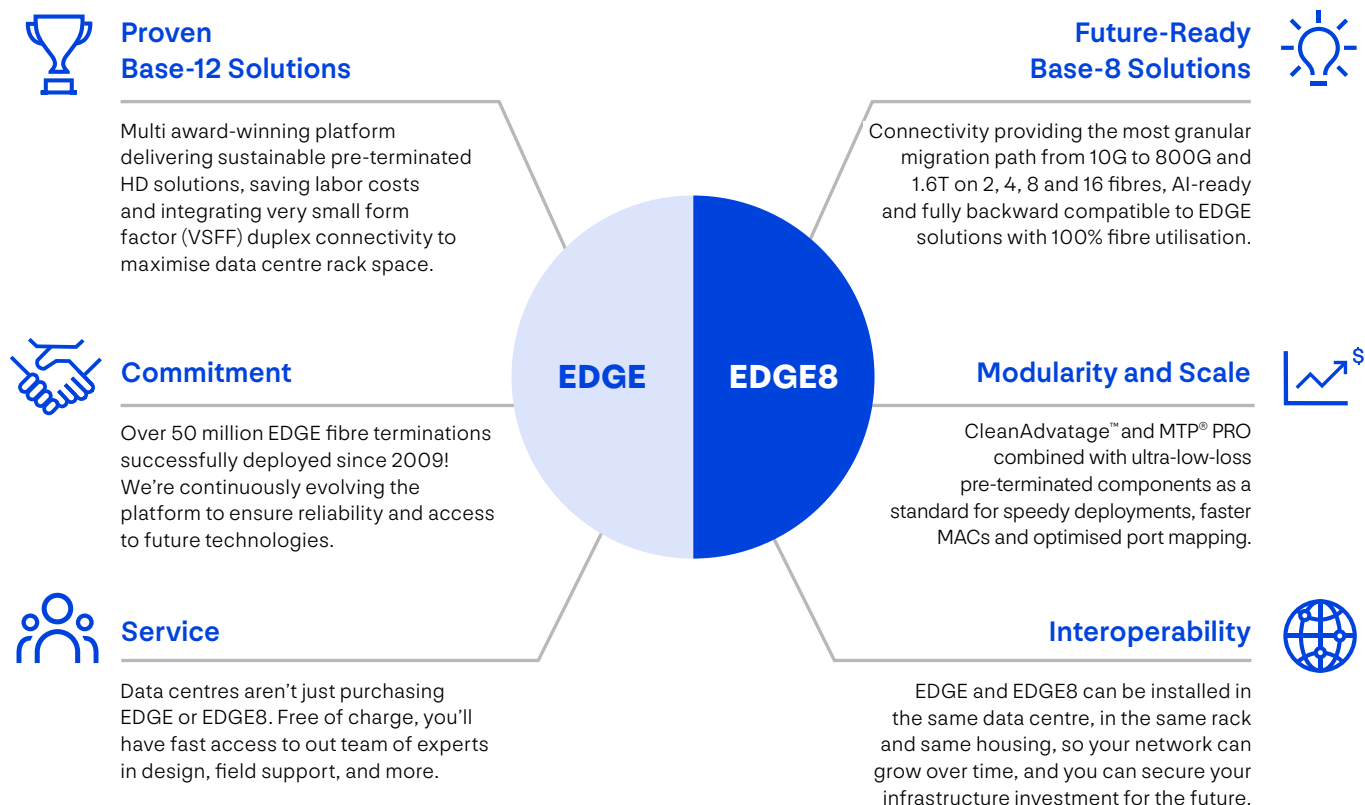 Proven
Base-12 Solutions
Multi award-winning platform
delivering sustainable pre-terminated
HD solutions, saving labor costs
and integrating very small form
factor (VSFF) duplex connectivity to
maximise data centre rack space.
Commitment
Over 50 million EDGE fibre terminations
successfully deployed since 2009!
We’re continuously evolving the
platform to ensure reliability and access
to future technologies.
Service
Data centres aren’t just purchasing
EDGE or EDGE8. Free of charge, you’ll
have fast access to out team of experts
in design, field support, and more.
EDGE
EDGE8
Future-Ready
Base-8 Solutions
Connectivity providing the most granular
migration path from 10G to 800G and
1.6T on 2, 4, 8 and 16 fibres, AI-ready
and fully backward compatible to EDGE
solutions with 100% fibre utilisation.
Modularity and Scale
$
CleanAdvatage™ and MTP® PRO
combined with ultra-low-loss
pre-terminated components as a
standard for speedy deployments, faster
MACs and optimised port mapping.
Interoperability
EDGE and EDGE8 can be installed in
the same data centre, in the same rack
and same housing, so your network can
grow over time, and you can secure your
infrastructure investment for the future.